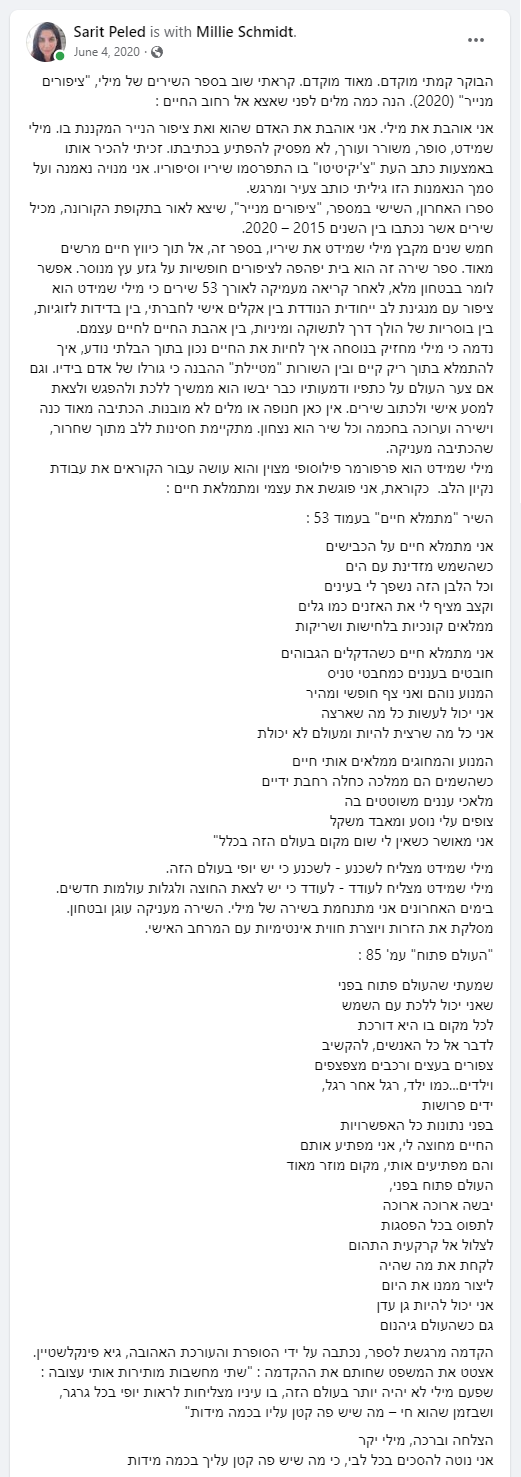 Sarit Peled is with Millie Schmidt.
June 4, 2020 ·
הבוקר קמתי מוקדם. מאוד מוקדם. קראתי שוב בספר השירים של מילי, "ציפורים
מנייר" (2020). הנה כמה מלים לפני שאצא אל רחוב החיים :
אני אוהבת את מילי. אני אוהבת את האדם שהוא ואת ציפור הנייר המקננת בו. מילי
שמידט, סופר, משורר ועורך, לא מפסיק להפתיע בכתיבתו. זכיתי להכיר אותו
באמצעות כתב העת "צ'יקיטיטו" בו התפרסמו שיריו וסיפוריו. אני מנויה נאמנה ועל
סמך הנאמנות הזו גיליתי כותב צעיר ומרגש.
ספרו האחרון, השישי במספר, "ציפורים מנייר", שיצא לאור בתקופת הקורונה, מכיל
שירים אשר נכתבו בין השנים 2015 – 2020.
חמש שנים מקבץ מילי שמידט את שיריו, בספר זה, אל תוך כיווץ חיים מרשים
מאוד. ספר שירה זה הוא בית יפהפה לציפורים חופשיות על גזע עץ מנוסר. אפשר
לומר בבטחון מלא, לאחר קריאה מעמיקה לאורך 53 שירים כי מילי שמידט הוא
ציפור עם מנגינת לב ייחודית הנודדת בין אקלים אישי לחברתי, בין בדידות לזוגיות,
בין בוסריות של הולך דרך לתשוקה ומיניות, בין אהבת החיים לחיים עצמם.
נדמה כי מילי מחזיק בנוסחה איך לחיות את החיים נכון בתוך הבלתי נודע, איך
להתמלא בתוך ריק קיים ובין השורות "מטיילת" ההבנה כי גורלו של אדם בידיו. וגם
אם צער העולם על כתפיו ודמעותיו כבר יבשו הוא ממשיך ללכת ולהפגש ולצאת
למסע אישי ולכתוב שירים. אין כאן חנופה או מלים לא מובנות. הכתיבה מאוד כנה
וישירה וערוכה בחכמה וכל שיר הוא נצחון. מתקיימת חסינות ללב מתוך שחרור,
שהכתיבה מעניקה.
מילי שמידט הוא פרפורמר פילוסופי מצוין והוא עושה עבור הקוראים את עבודת
נקיון הלב. כקוראת, אני פוגשת את עצמי ומתמלאת חיים :
השיר "מתמלא חיים" בעמוד 53 :
אני מתמלא חיים על הכבישים
כשהשמש מזדינת עם הים
וכל הלבן הזה נשפך לי בעינים
וקצב מציף לי את האזנים כמו גלים
ממלאים קונכיות בלחישות ושריקות
אני מתמלא חיים כשהדקלים הגבוהים
חובטים בעננים כמחבטי טניס
המנוע נוהם ואני צף חופשי ומהיר
אני יכול לעשות כל מה שארצה
אני כל מה שרצית להיות ומעולם לא יכולת
המנוע והמחוגים ממלאים אותי חיים
כשהשמים הם ממלכה כחלה רחבת ידיים
מלאכי עננים משוטטים בה
צופים עלי נוסע ומאבד משקל
אני מאושר כשאין לי שום מקום בעולם הזה בכלל"
מילי שמידט מצליח לשכנע - לשכנע כי יש יופי בעולם הזה.
מילי שמידט מצליח לעודד - לעודד כי יש לצאת החוצה ולגלות עולמות חדשים.
בימים האחרונים אני מתנחמת בשירה של מילי. השירה מעניקה עוגן ובטחון.
מסלקת את הזרות ויוצרת חווית אינטימיות עם המרחב האישי.
"העולם פתוח" עמ' 85 :
שמעתי שהעולם פתוח בפני
שאני יכול ללכת עם השמש
לכל מקום בו היא דורכת
לדבר אל כל האנשים, להקשיב
צפורים בעצים ורכבים מצפצפים
וילדים...כמו ילד, רגל אחר רגל,
ידים פרושות
בפני נתונות כל האפשרויות
החיים מחוצה לי, אני מפתיע אותם
והם מפתיעים אותי, מקום מוזר מאוד
העולם פתוח בפני,
יבשה ארוכה ארוכה
לתפוס בכל הפסגות
לצלול אל קרקעית התהום
לקחת את מה שהיה
ליצור ממנו את היום
אני יכול להיות גן עדן
גם כשהעולם גיהנום
הקדמה מרגשת לספר, נכתבה על ידי הסופרת והעורכת האהובה, גיא פינקלשטיין.
אצטט את המשפט שחותם את ההקדמה : "שתי מחשבות מותירות אותי עצובה :
שפעם מילי לא יהיה יותר בעולם הזה, בו עיניו מצליחות לראות יופי בכל גרגר,
ושבזמן שהוא חי – מה שיש פה קטן עליו בכמה מידות"
הצלחה וברכה, מילי יקר
אני נוטה להסכים בכל לבי, כי מה שיש פה קטן עליך בכמה מידות